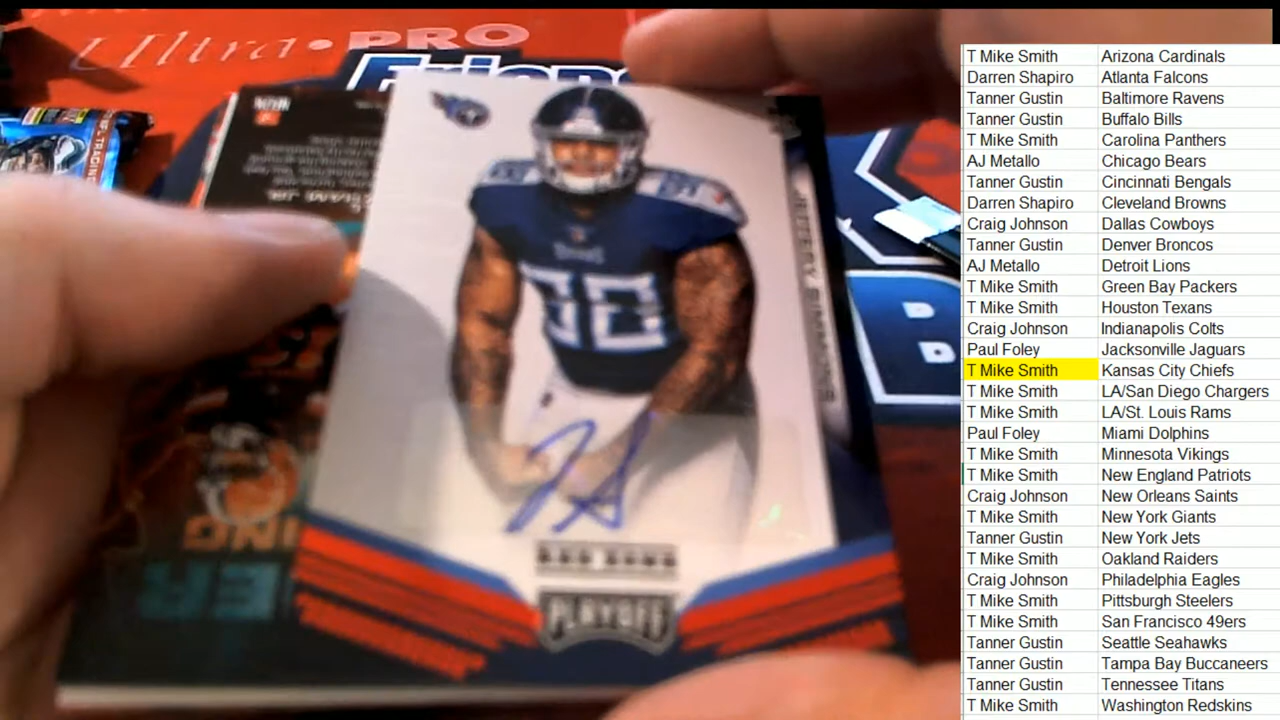 Ultra • PRO
Friends
JEFFERY SIMMONS
TITANS
PLAYOFF
ING
ER
B
T Mike Smith Arizona Cardinals
Darren Shapiro Atlanta Falcons
Tanner Gustin Baltimore Ravens
Tanner Gustin Buffalo Bills
T Mike Smith Carolina Panthers
AJ Metallo Chicago Bears
Tanner Gustin Cincinnati Bengals
Darren Shapiro Cleveland Browns
Craig Johnson Dallas Cowboys
Tanner Gustin Denver Broncos
AJ Metallo Detroit Lions
T Mike Smith Green Bay Packers
T Mike Smith Houston Texans
Craig Johnson Indianapolis Colts
Paul Foley Jacksonville Jaguars
T Mike Smith Kansas City Chiefs
T Mike Smith LA/San Diego Chargers
T Mike Smith LA/St. Louis Rams
Paul Foley Miami Dolphins
T Mike Smith Minnesota Vikings
T Mike Smith New England Patriots
Craig Johnson New Orleans Saints
T Mike Smith New York Giants
Tanner Gustin New York Jets
T Mike Smith Oakland Raiders
Craig Johnson Philadelphia Eagles
T Mike Smith Pittsburgh Steelers
T Mike Smith San Francisco 49ers
Tanner Gustin Seattle Seahawks
Tanner Gustin Tampa Bay Buccaneers
Tanner Gustin Tennessee Titans
T Mike Smith Washington Redskins